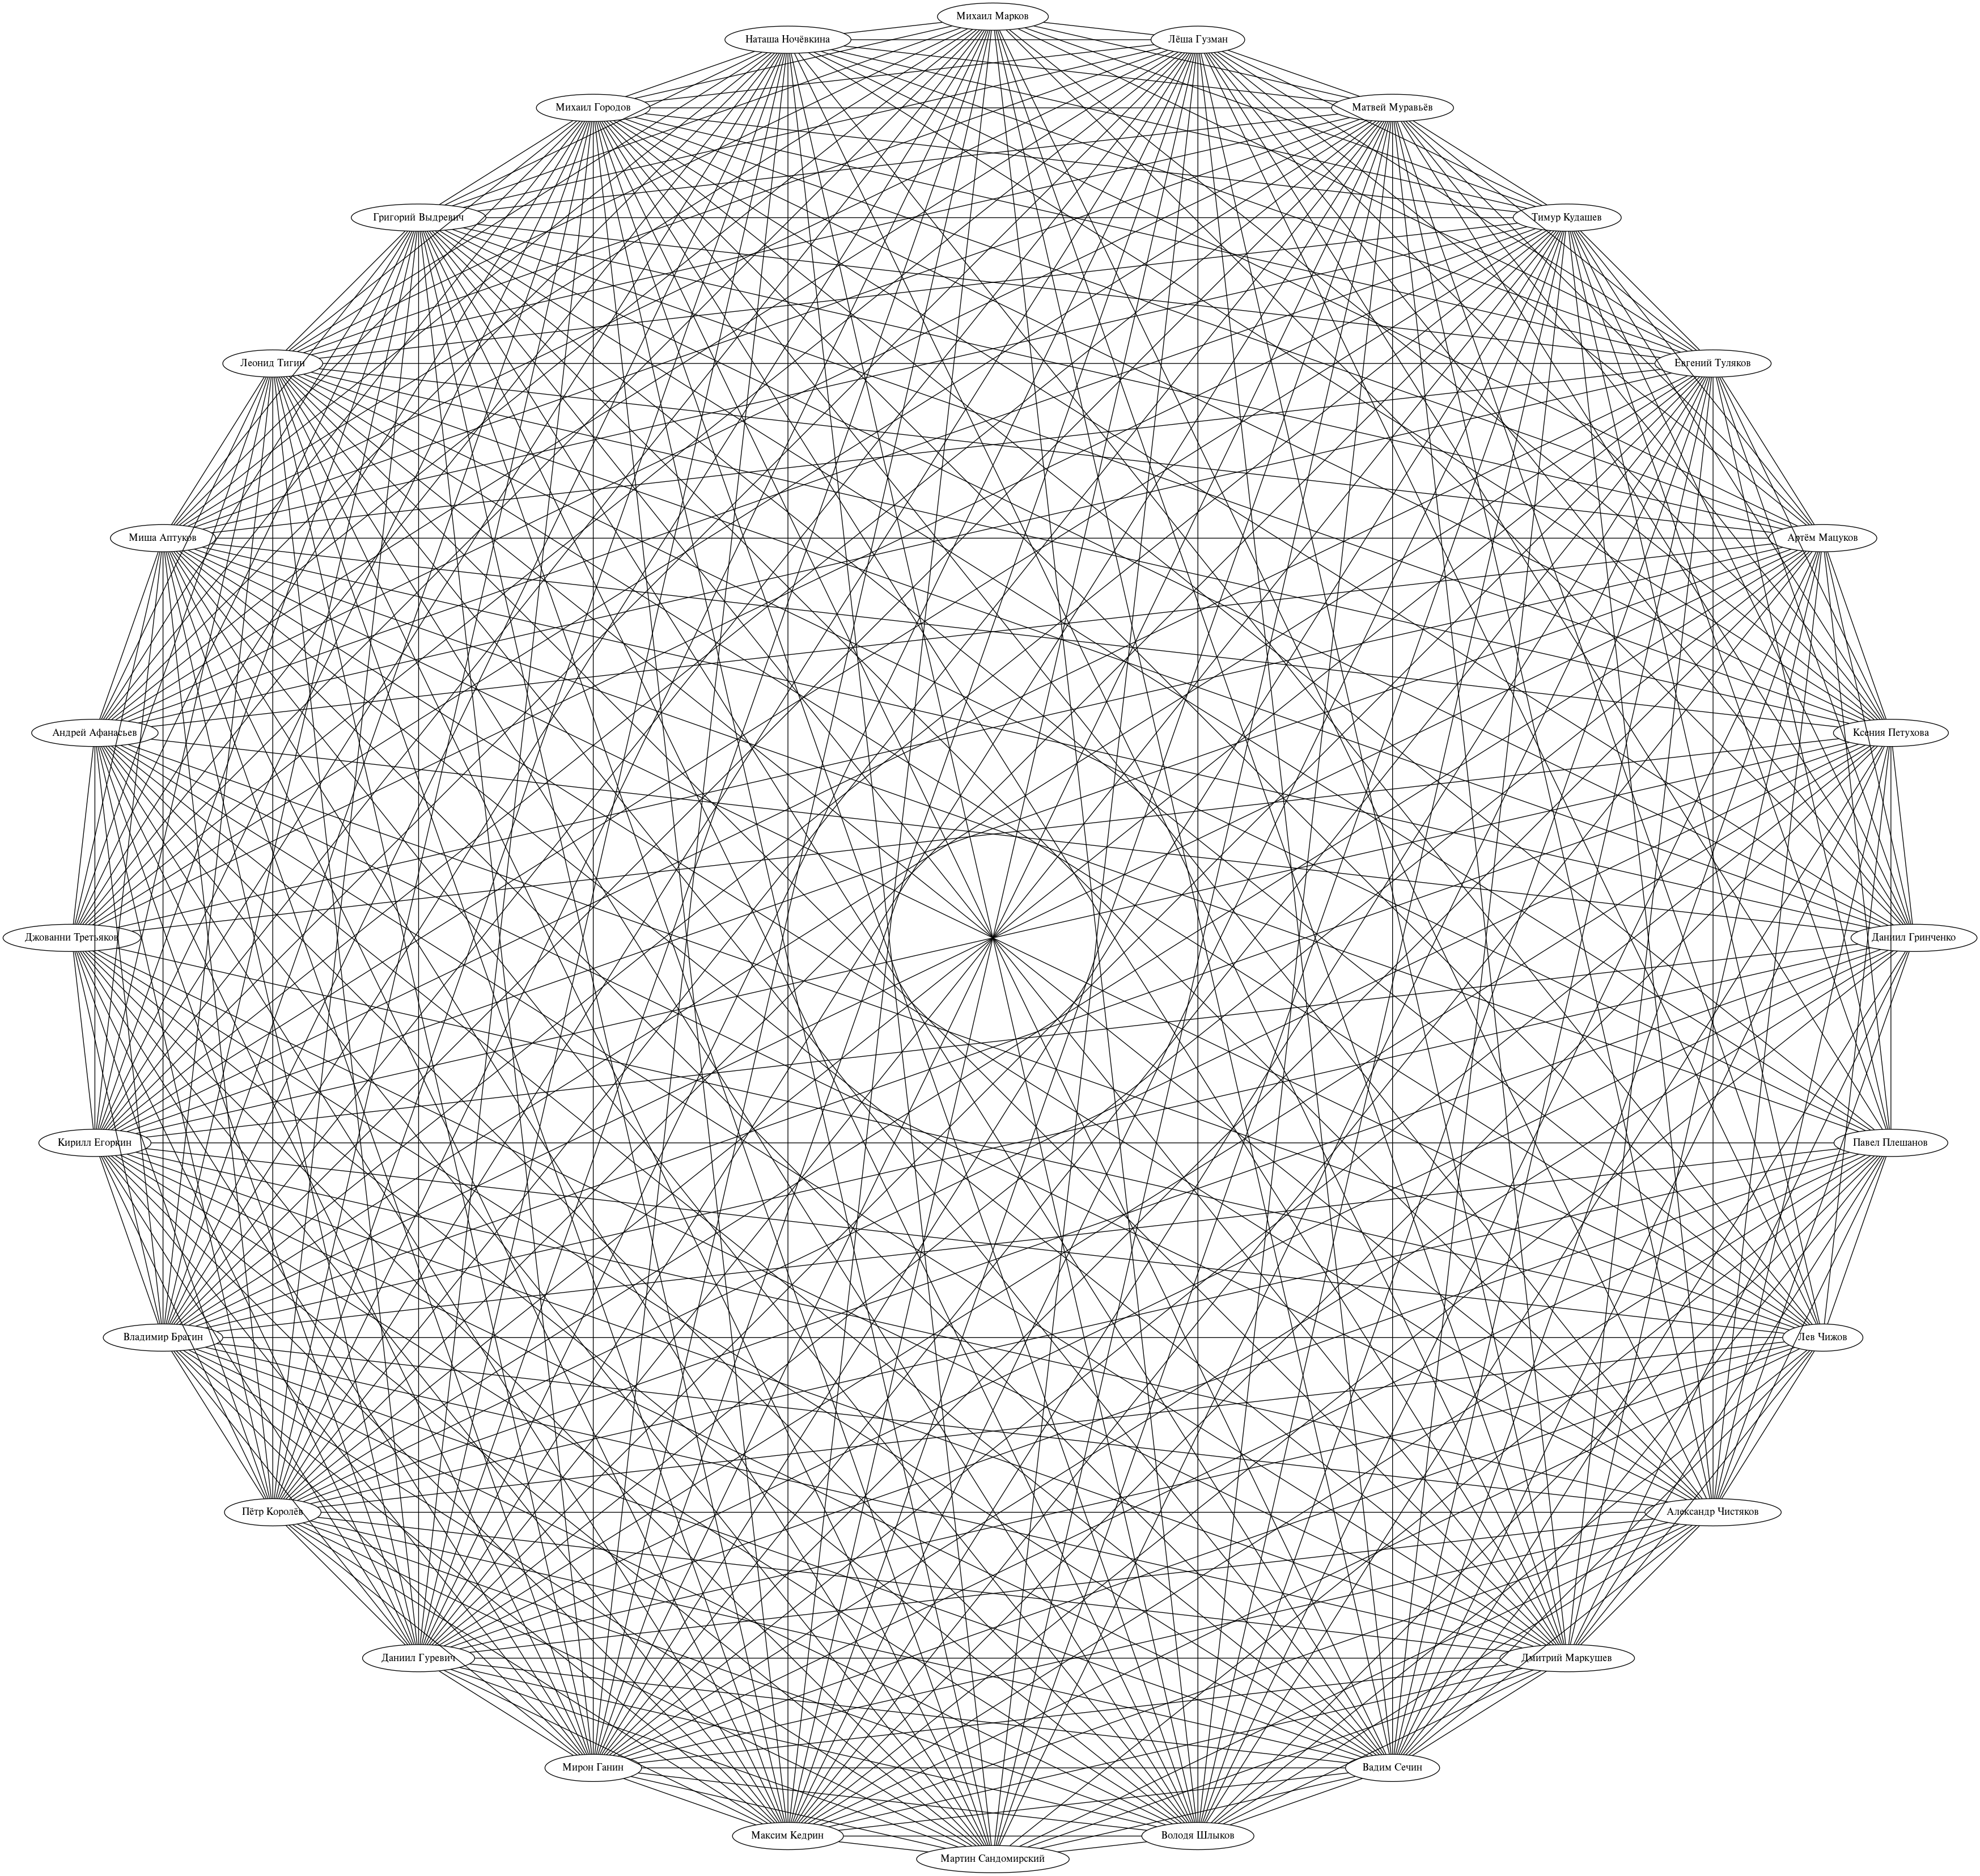 Михаил Марков
Наташа Ночёвкина
Лёша Гузман
Михаил Городов
Матвей Муравьёв
Григорий Выдревич
Тимур Кудашев
Леонид Тигин
Евгений Туляков
Миша Аптуков
Артём Мацуков
Андрей Афанасьев
Ксения Петухова
Джованни Третьяков
Даниил Гринченко
Кирилл Егоркин
Павел Плешанов
Владимир Брагин
Лев Чижов
Пётр Королёв
Александр Чистяков
Даниил Гуревич
Дмитрий Маркушев
Мирон Ганин
Вадим Сечин
Максим Кедрин
Володя Шлыков
Мартин Сандомирский